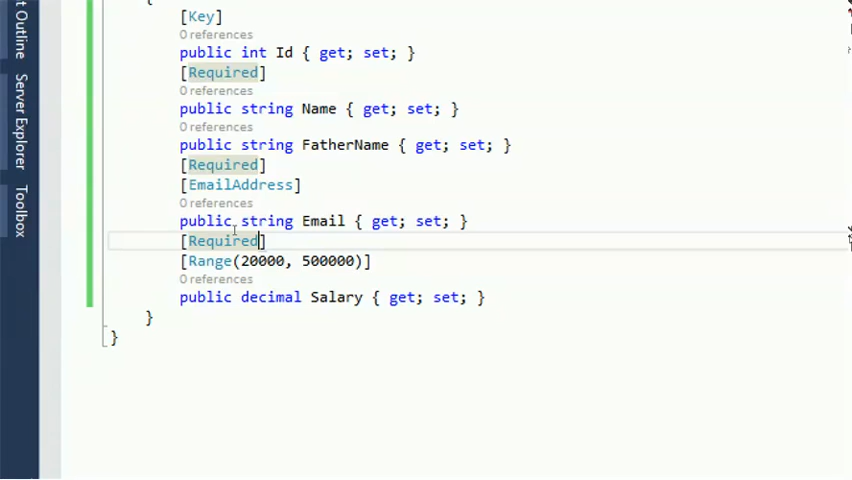 t Outline
Server Explorer
Toolbox
{
[Key]
0 references
public int Id { get; set; }
[Required]
0 references
public string Name { get; set; }
0 references
public string FatherName { get; set; }
[Required]
[EmailAddress]
0 references
public string Email { get; set; }
[Required]
[Range(20000, 500000)]
0 references
public decimal Salary { get; set; }
}
}